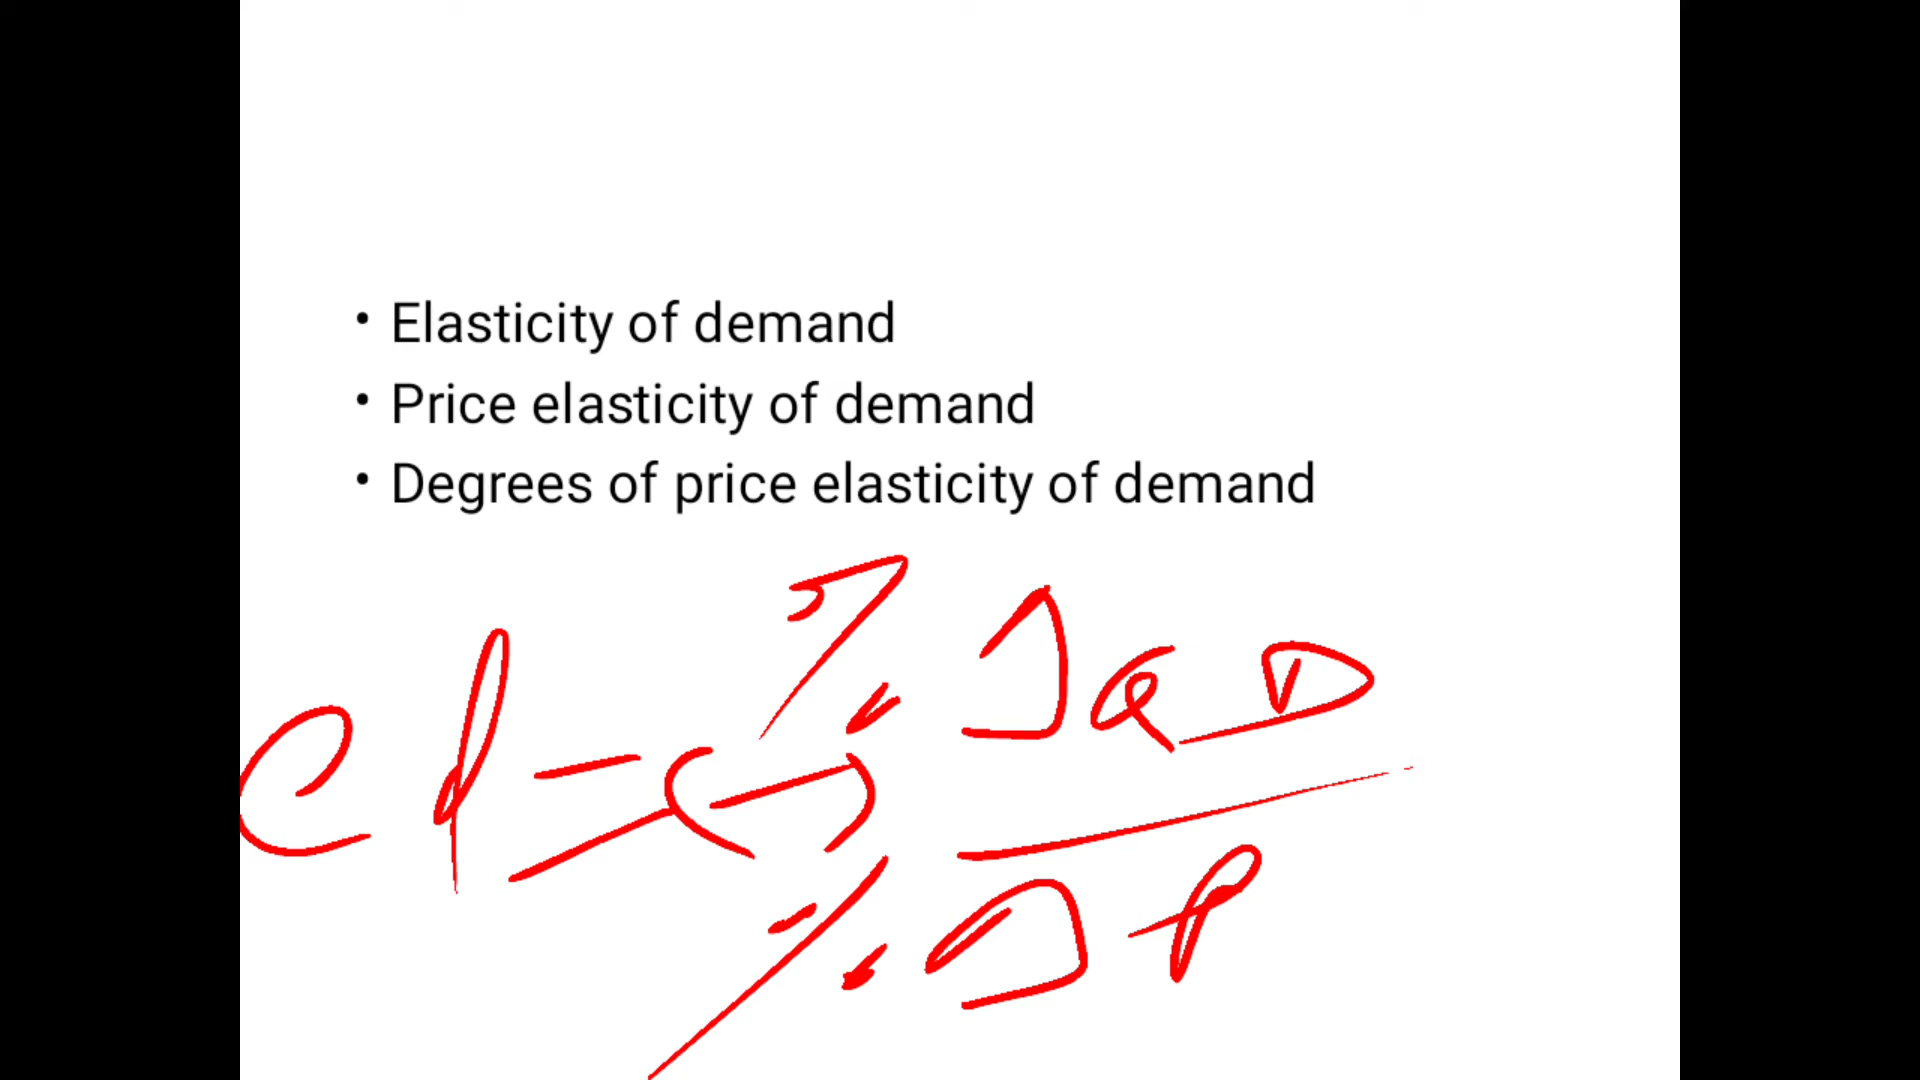 • Elasticity of demand
• Price elasticity of demand
• Degrees of price elasticity of demand
% Δ Q D
e p = (-)
% Δ P